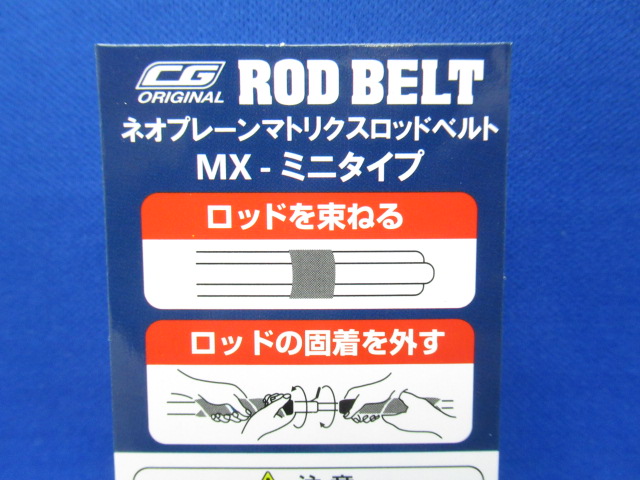 CG ROD BELT
ORIGINAL
ネオプレーンマトリクスロッドベルト
MX - ミニタイプ
ロッドを束ねる
ロッドの固着を外す
注意